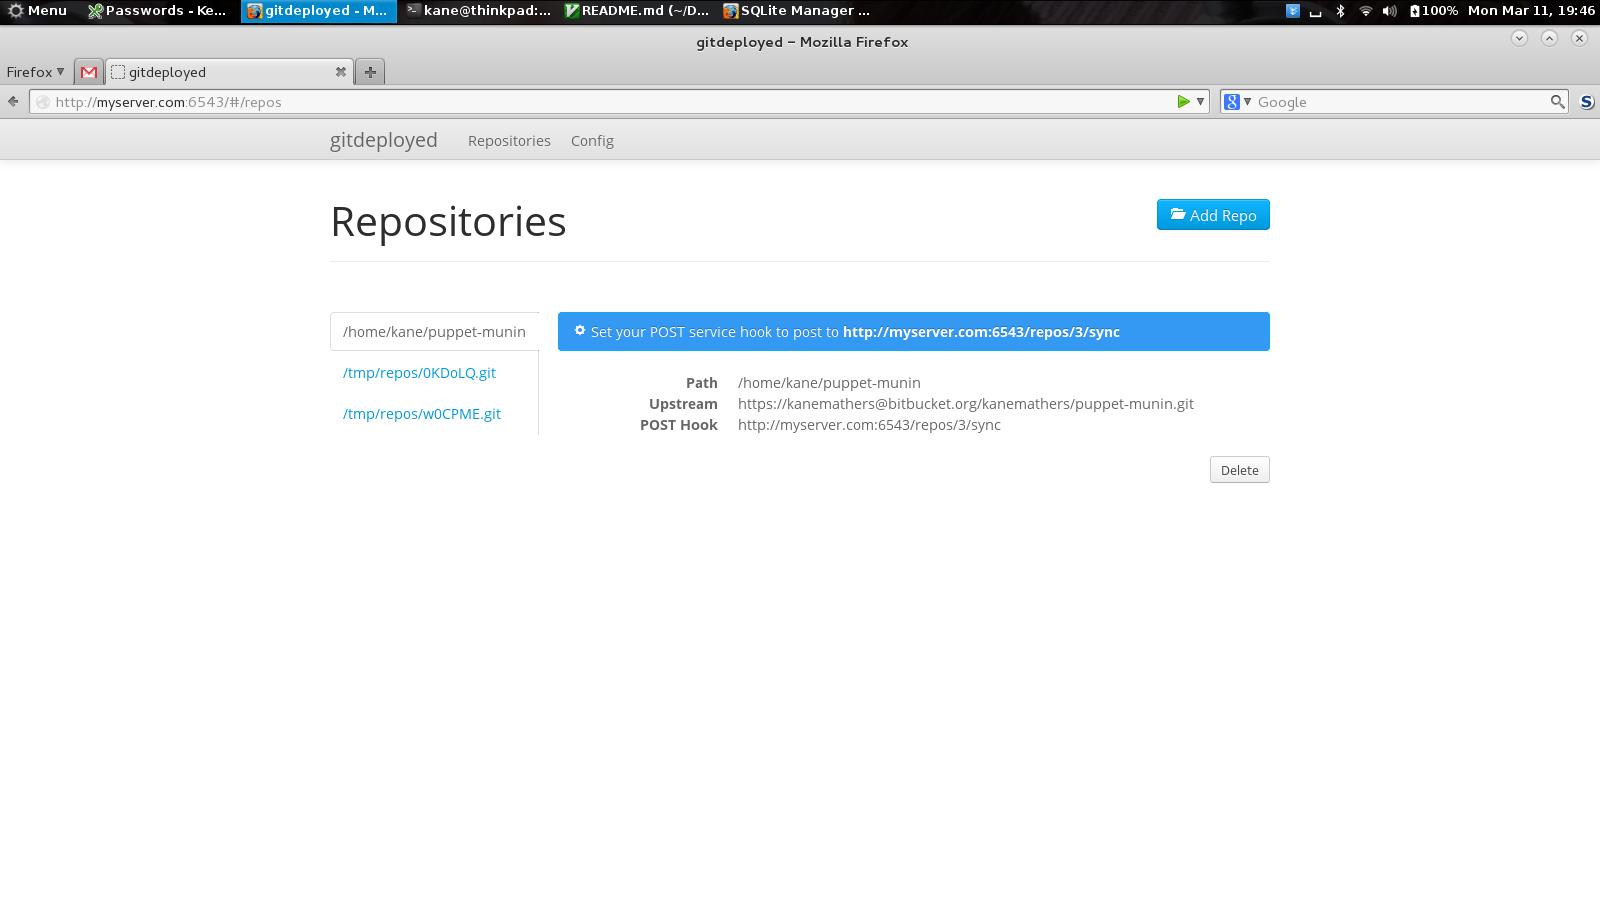 Menu Passwords - Ke... gitdeployed - M... kane@thinkpad:... README.md (~/D... SQLite Manager ... 100% Mon Mar 11, 19:46
gitdeployed - Mozilla Firefox
Firefox gitdeployed
http://myserver.com:6543/#/repos Google
gitdeployed Repositories Config
Repositories Add Repo
/home/kane/puppet-munin
/tmp/repos/0KDoLQ.git
/tmp/repos/w0CPME.git
Set your POST service hook to post to http://myserver.com:6543/repos/3/sync
Path /home/kane/puppet-munin
Upstream https://kanemathers@bitbucket.org/kanemathers/puppet-munin.git
POST Hook http://myserver.com:6543/repos/3/sync
Delete